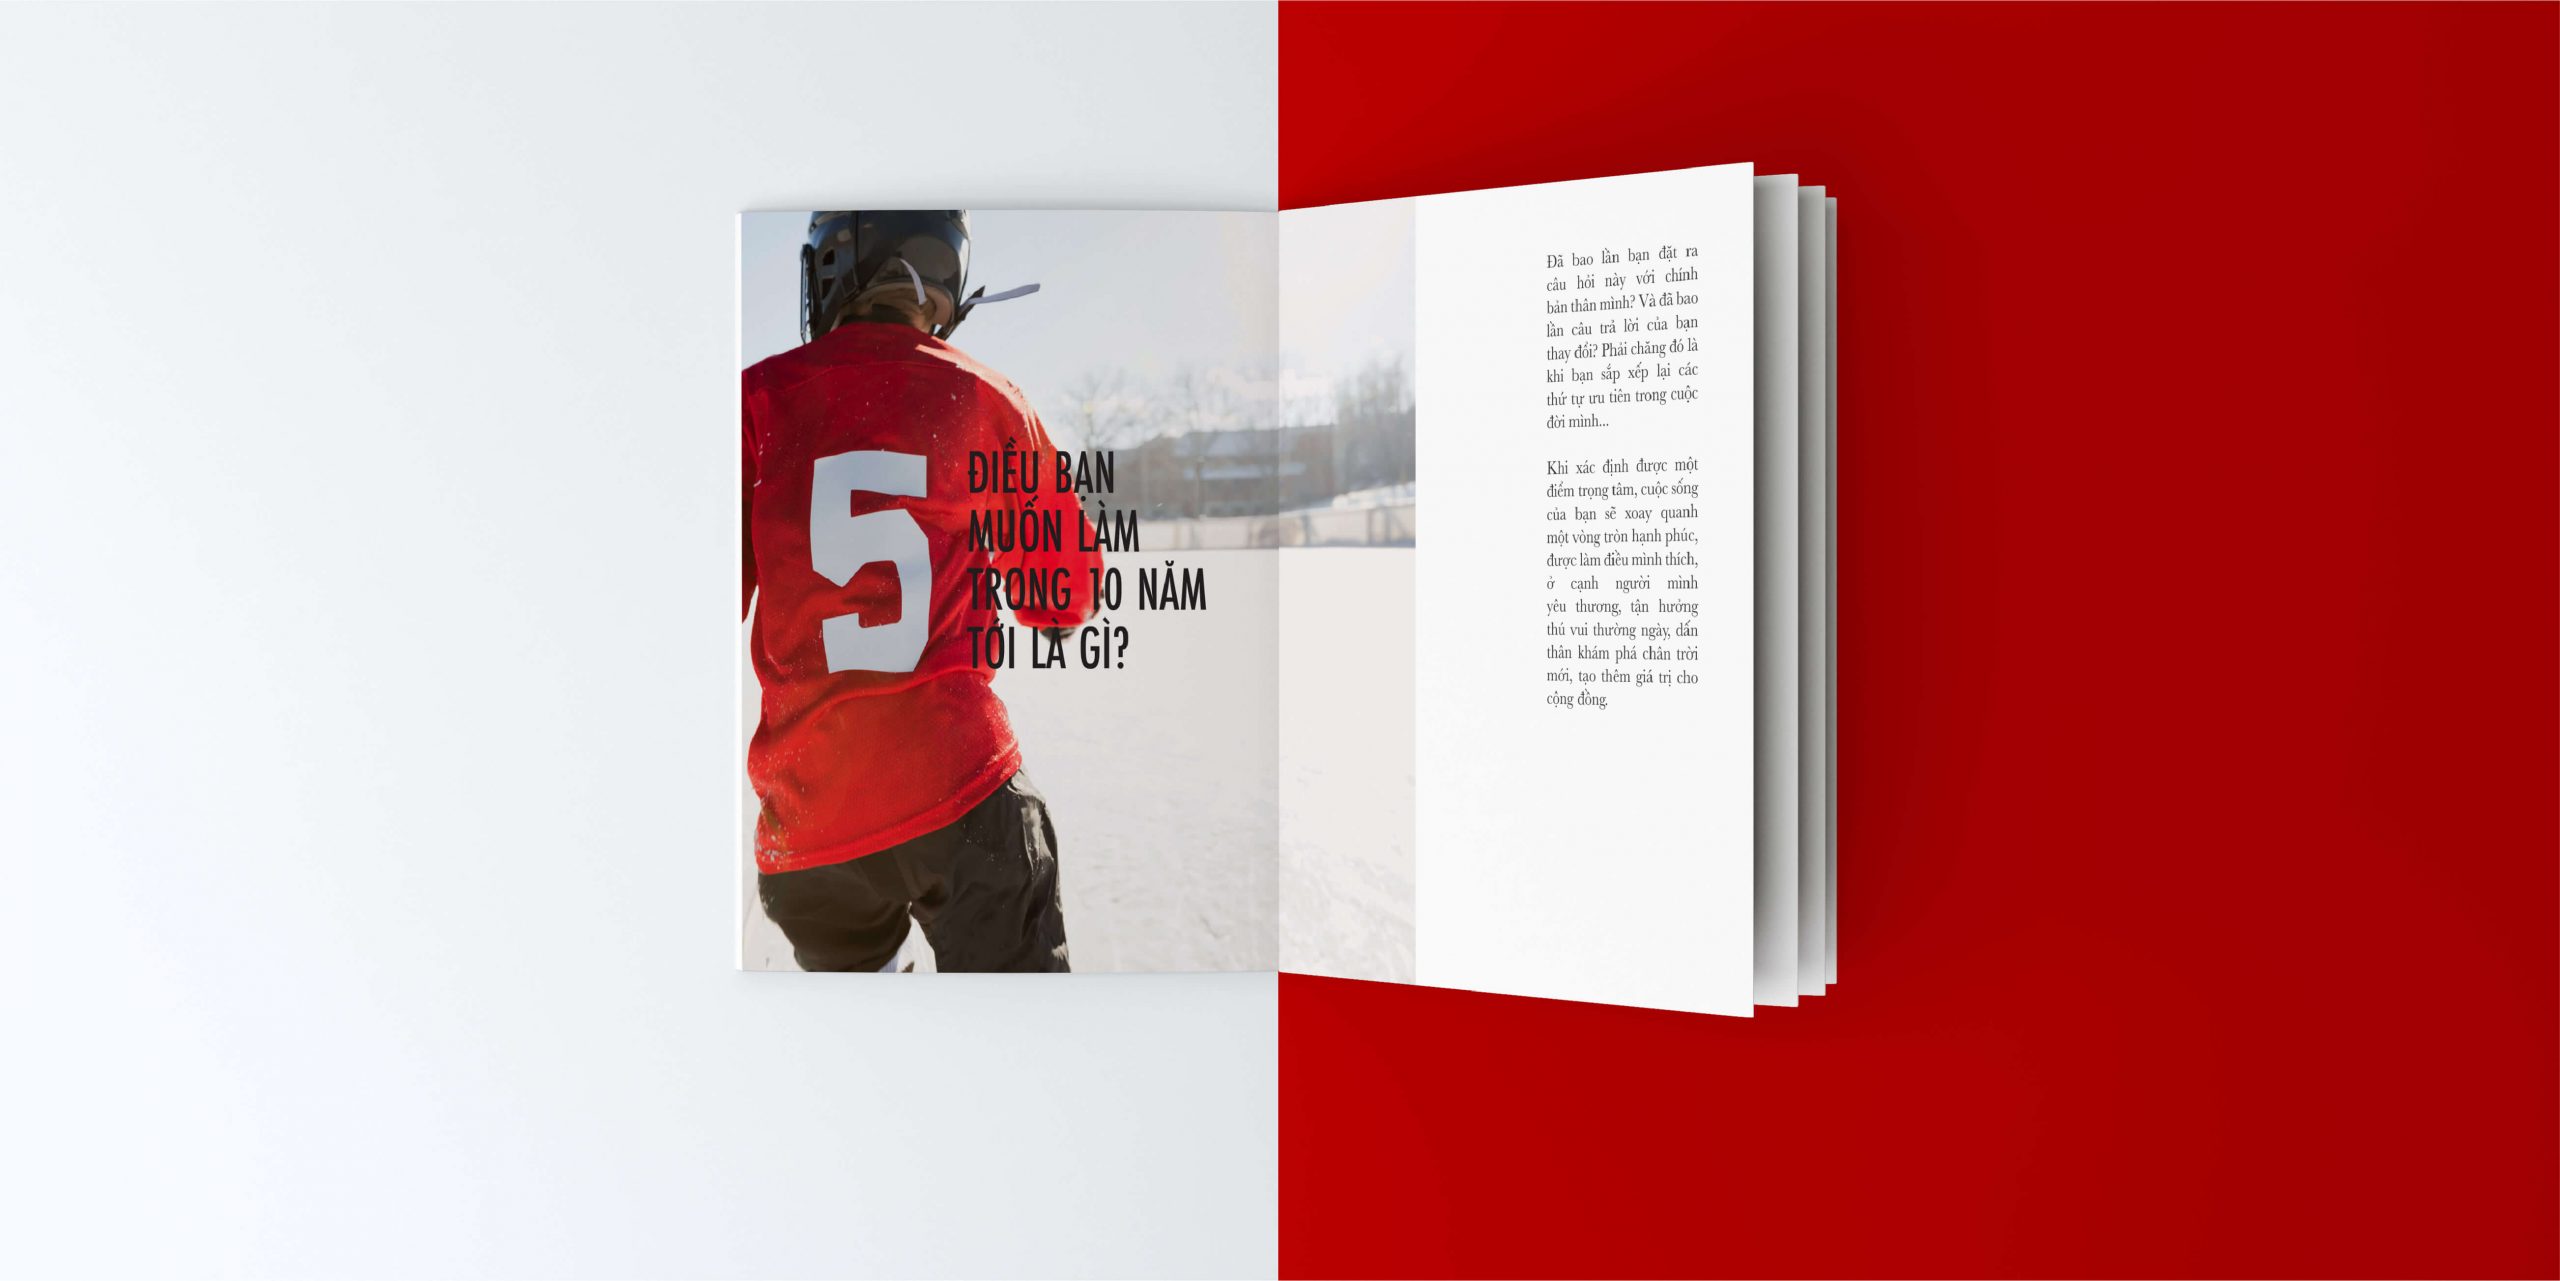 5
ĐIỀU BẠN
MUỐN LÀM
TRONG 10 NĂM
TỚI LÀ GÌ?
Đã bao lần bạn đặt ra
câu hỏi này với chính
bản thân mình? Và đã bao
lần câu trả lời của bạn
thay đổi? Phải chăng đó là
khi bạn sắp xếp lại các
thứ tự ưu tiên trong cuộc
đời mình...
Khi xác định được một
điểm trọng tâm, cuộc sống
của bạn sẽ xoay quanh
một vòng tròn hạnh phúc,
được làm điều mình thích,
ở cạnh người mình
yêu thương, tận hưởng
thú vui thường ngày, dấn
thân khám phá chân trời
mới, tạo thêm giá trị cho
cộng đồng.